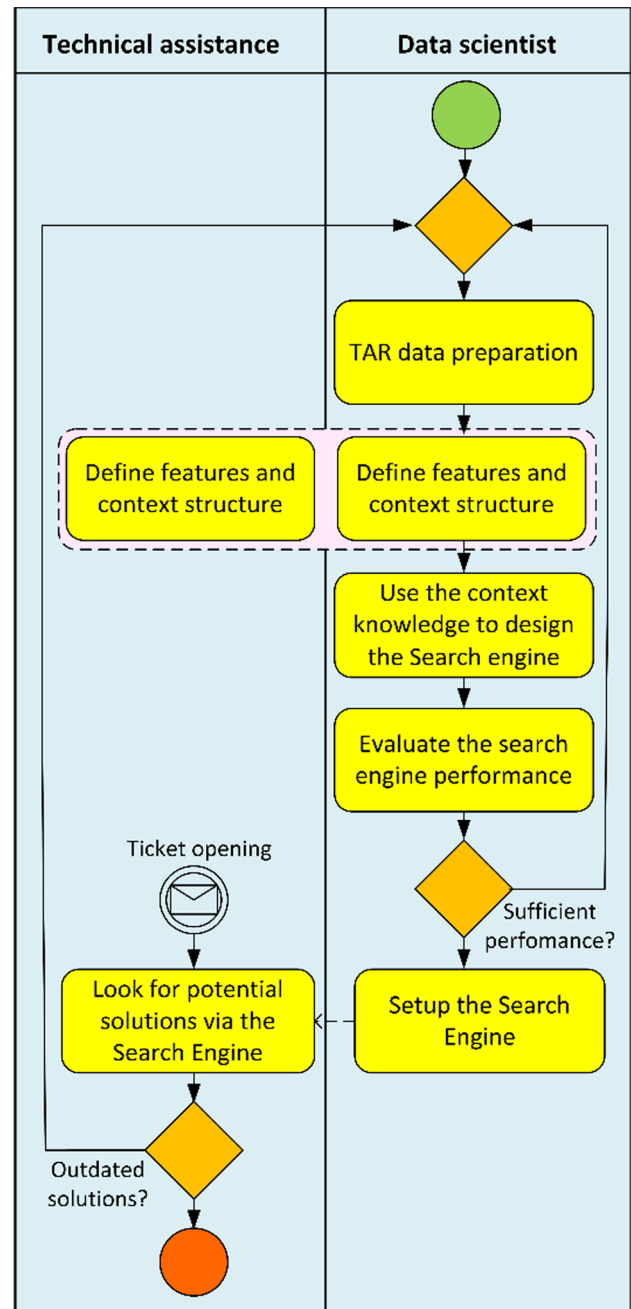 Technical assistance
Data scientist
TAR data preparation
Define features and
context structure
Define features and
context structure
Use the context
knowledge to design
the Search engine
Evaluate the search
engine performance
Sufficient
perfomance?
Ticket opening
Look for potential
solutions via the
Search Engine
Setup the Search
Engine
Outdated
solutions?